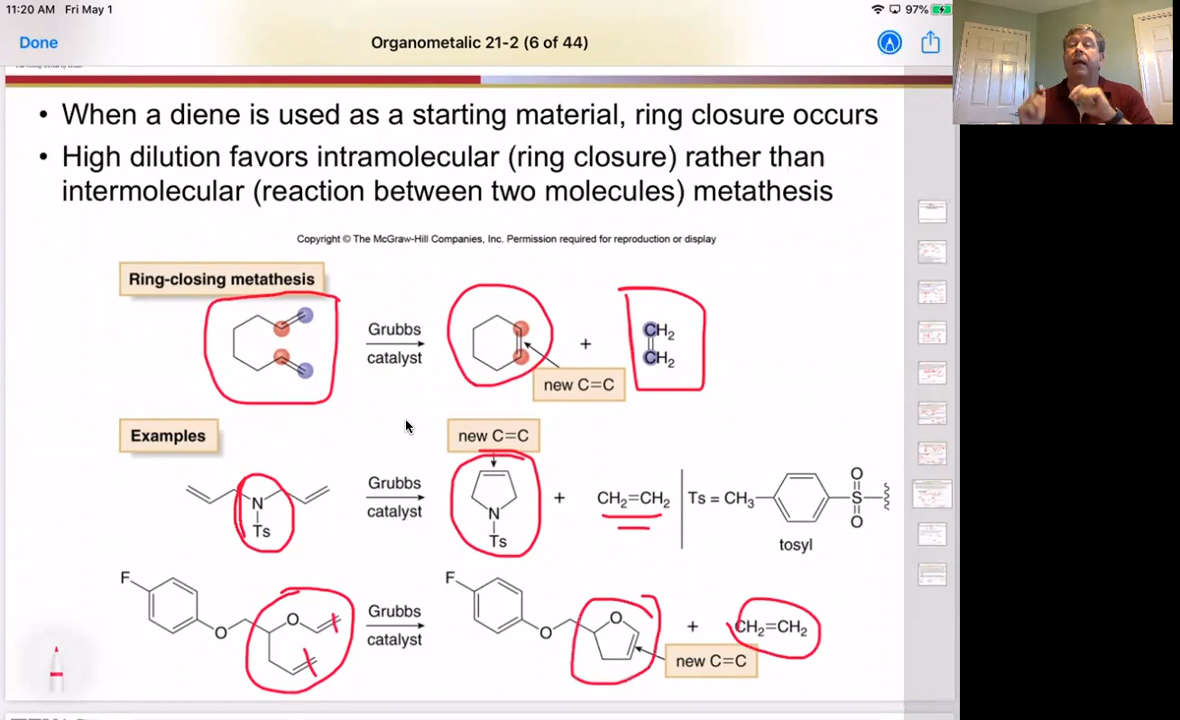 11:20 AM Fri May 1
97%
Done
Organometalic 21-2 (6 of 44)
• When a diene is used as a starting material, ring closure occurs
• High dilution favors intramolecular (ring closure) rather than
intermolecular (reaction between two molecules) metathesis
Copyright © The McGraw-Hill Companies, Inc. Permission required for reproduction or display
Ring-closing metathesis
Grubbs
catalyst
+
CH₂
CH₂
new C=C
Examples
new C=C
N
Ts
Grubbs
catalyst
N
Ts
+
CH₂=CH₂
Ts = CH₃
S
O
O
tosyl
F
O
O
Grubbs
catalyst
F
O
O
+
CH₂=CH₂
new C=C